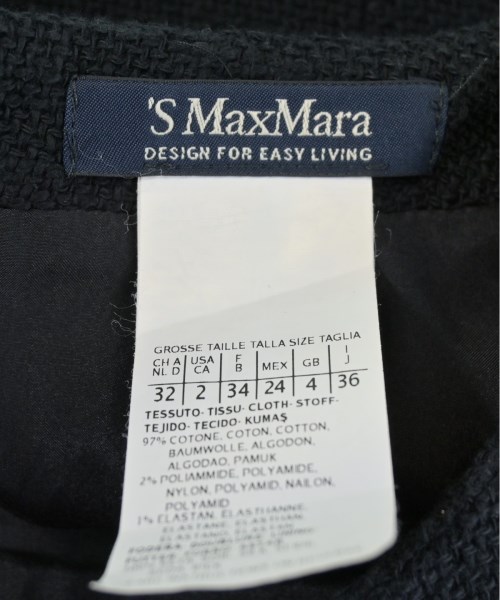 'S MaxMara
DESIGN FOR EASY LIVING
GROSSE TAILLE TALLA SIZE TAGLIA
CH A USA F MEX GB I
NL D CA B J
32 2 34 24 4 36
TESSUTO- TISSU- CLOTH- STOFF-
TEJIDO- TECIDO- KUMAŞ
97% COTONE, COTON, COTTON,
BAUMWOLLE, ALGODON,
ALGODAO, PAMUK
2% POLIAMMIDE, POLYAMIDE,
NYLON, POLYAMID, NAILON,
POLYAMID
1% ELASTAN, ELASTHANNE,
ELASTANE, ELASTAN